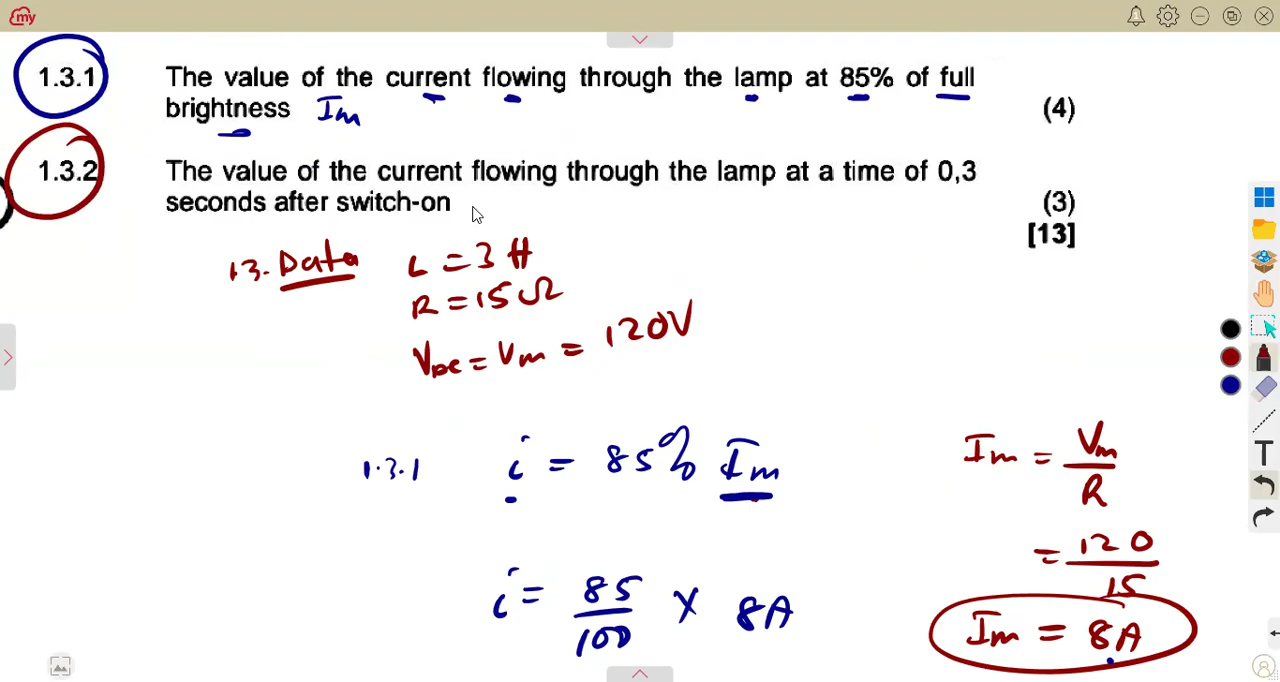 my
1.3.1 The value of the current flowing through the lamp at 85% of full
brightness Im (4)
1.3.2 The value of the current flowing through the lamp at a time of 0,3
seconds after switch-on (3)
[13]
1.3. Data L = 3 H
R = 15 Ω
VDC = Vm = 120V
1.3.1 i = 85% Im
i = 85/100 x 8A
Im = Vm/R
= 120/15
Im = 8A
T